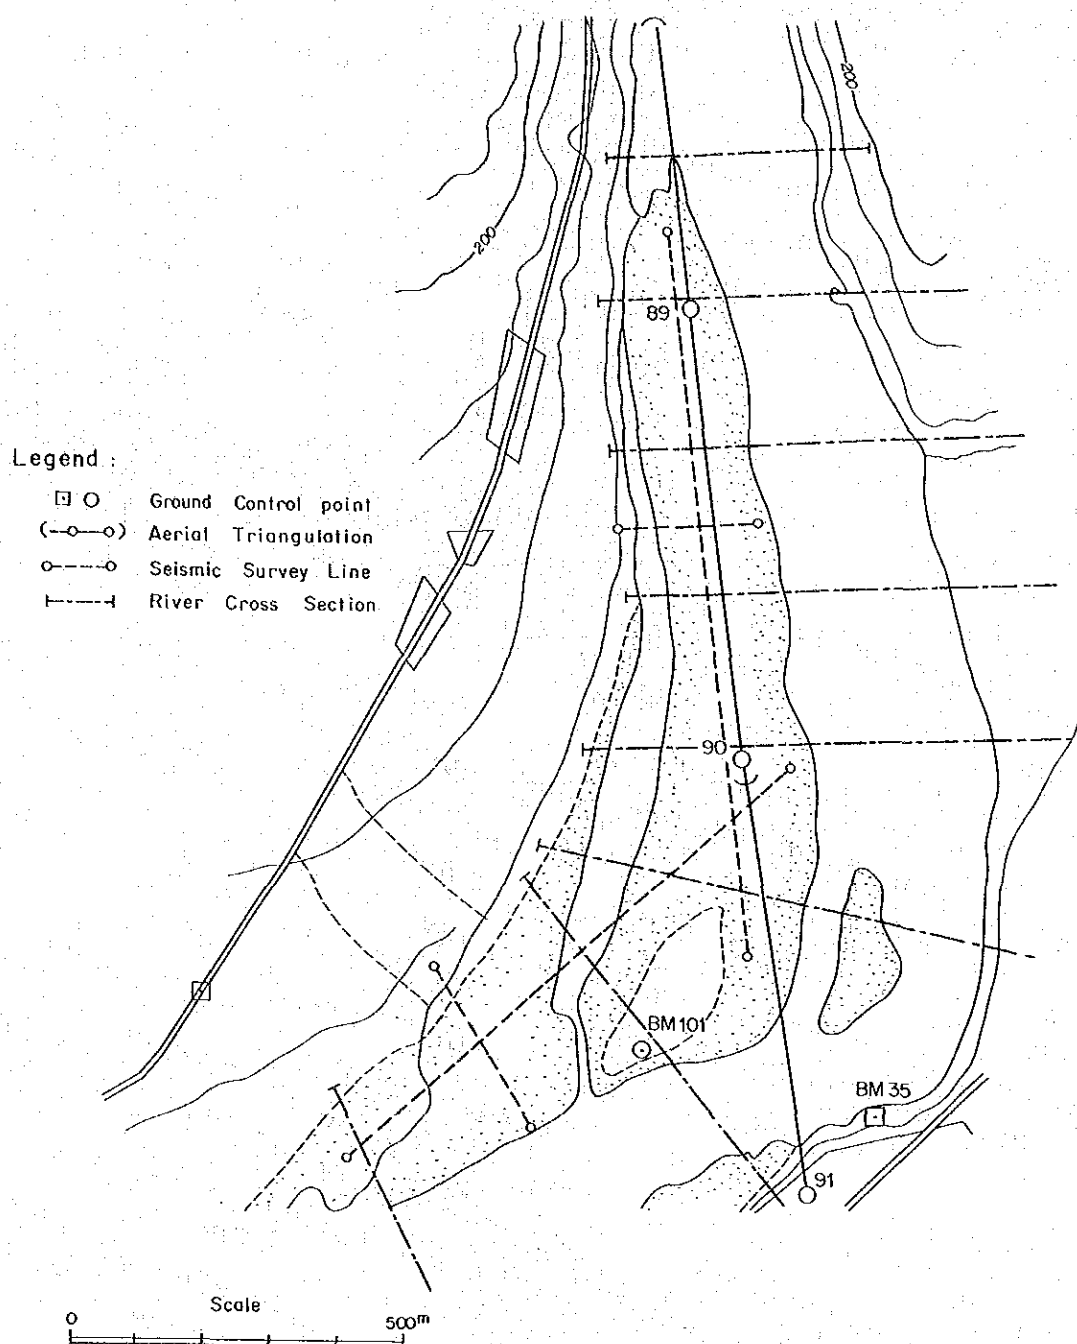 200
200
89
Legend :
Ground Control point
Aerial Triangulation
Seismic Survey Line
River Cross Section
90
BM 101
BM 35
91
Scale
0 500m